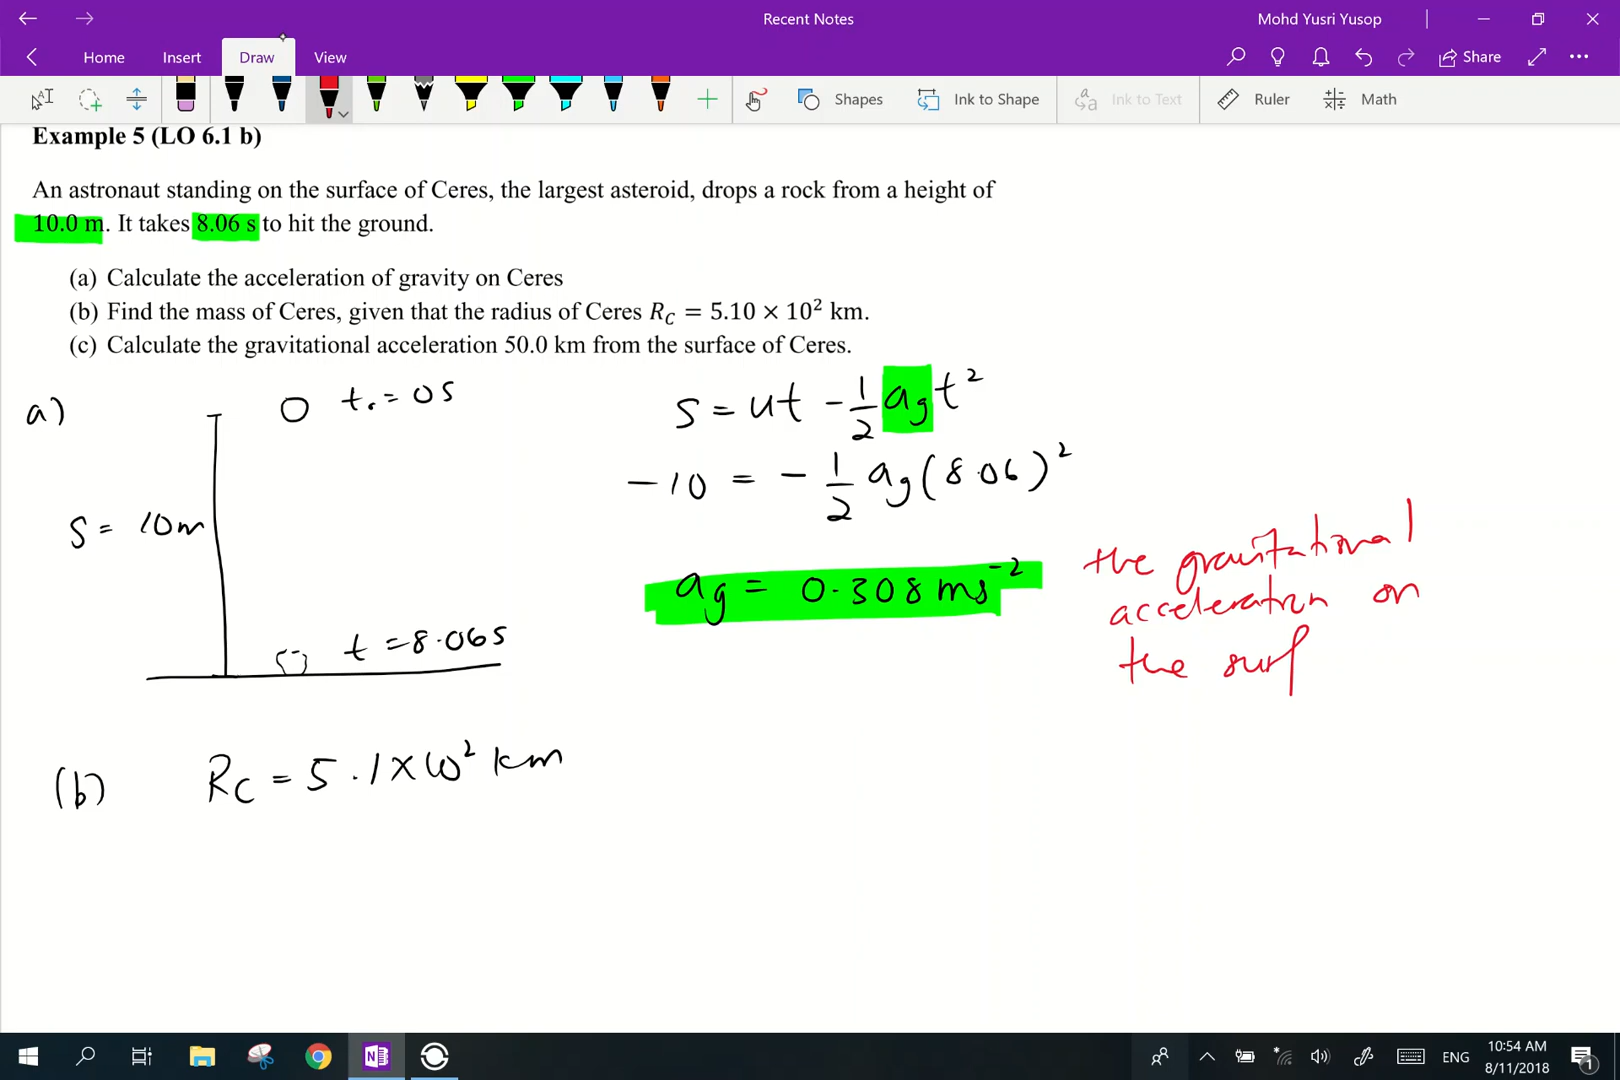 Recent Notes
Mohd Yusri Yusop
Home Insert Draw View
Share
Shapes
Ink to Shape
Ink to Text
Ruler
Math
Example 5 (LO 6.1 b)
An astronaut standing on the surface of Ceres, the largest asteroid, drops a rock from a height of
10.0 m. It takes 8.06 s to hit the ground.
(a) Calculate the acceleration of gravity on Ceres
(b) Find the mass of Ceres, given that the radius of Ceres R_C = 5.10 × 10² km.
(c) Calculate the gravitational acceleration 50.0 km from the surface of Ceres.
a)
t₀ = 0 s
s = 10m
t = 8.06 s
s = ut - ½ a_g t²
-10 = - ½ a_g (8.06)²
a_g = 0.308 ms⁻²
the gravitational
acceleration on
the surf
(b) R_C = 5.1 × 10² km
ENG
10:54 AM
8/11/2018
1